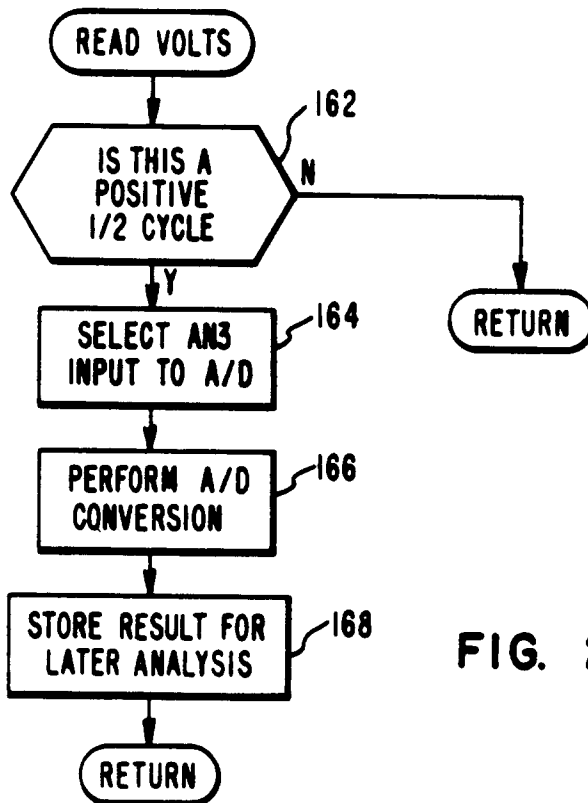 READ VOLTS
162
IS THIS A
POSITIVE
1/2 CYCLE
N
Y
RETURN
164
SELECT AN3
INPUT TO A/D
166
PERFORM A/D
CONVERSION
168
STORE RESULT FOR
LATER ANALYSIS
FIG.
RETURN